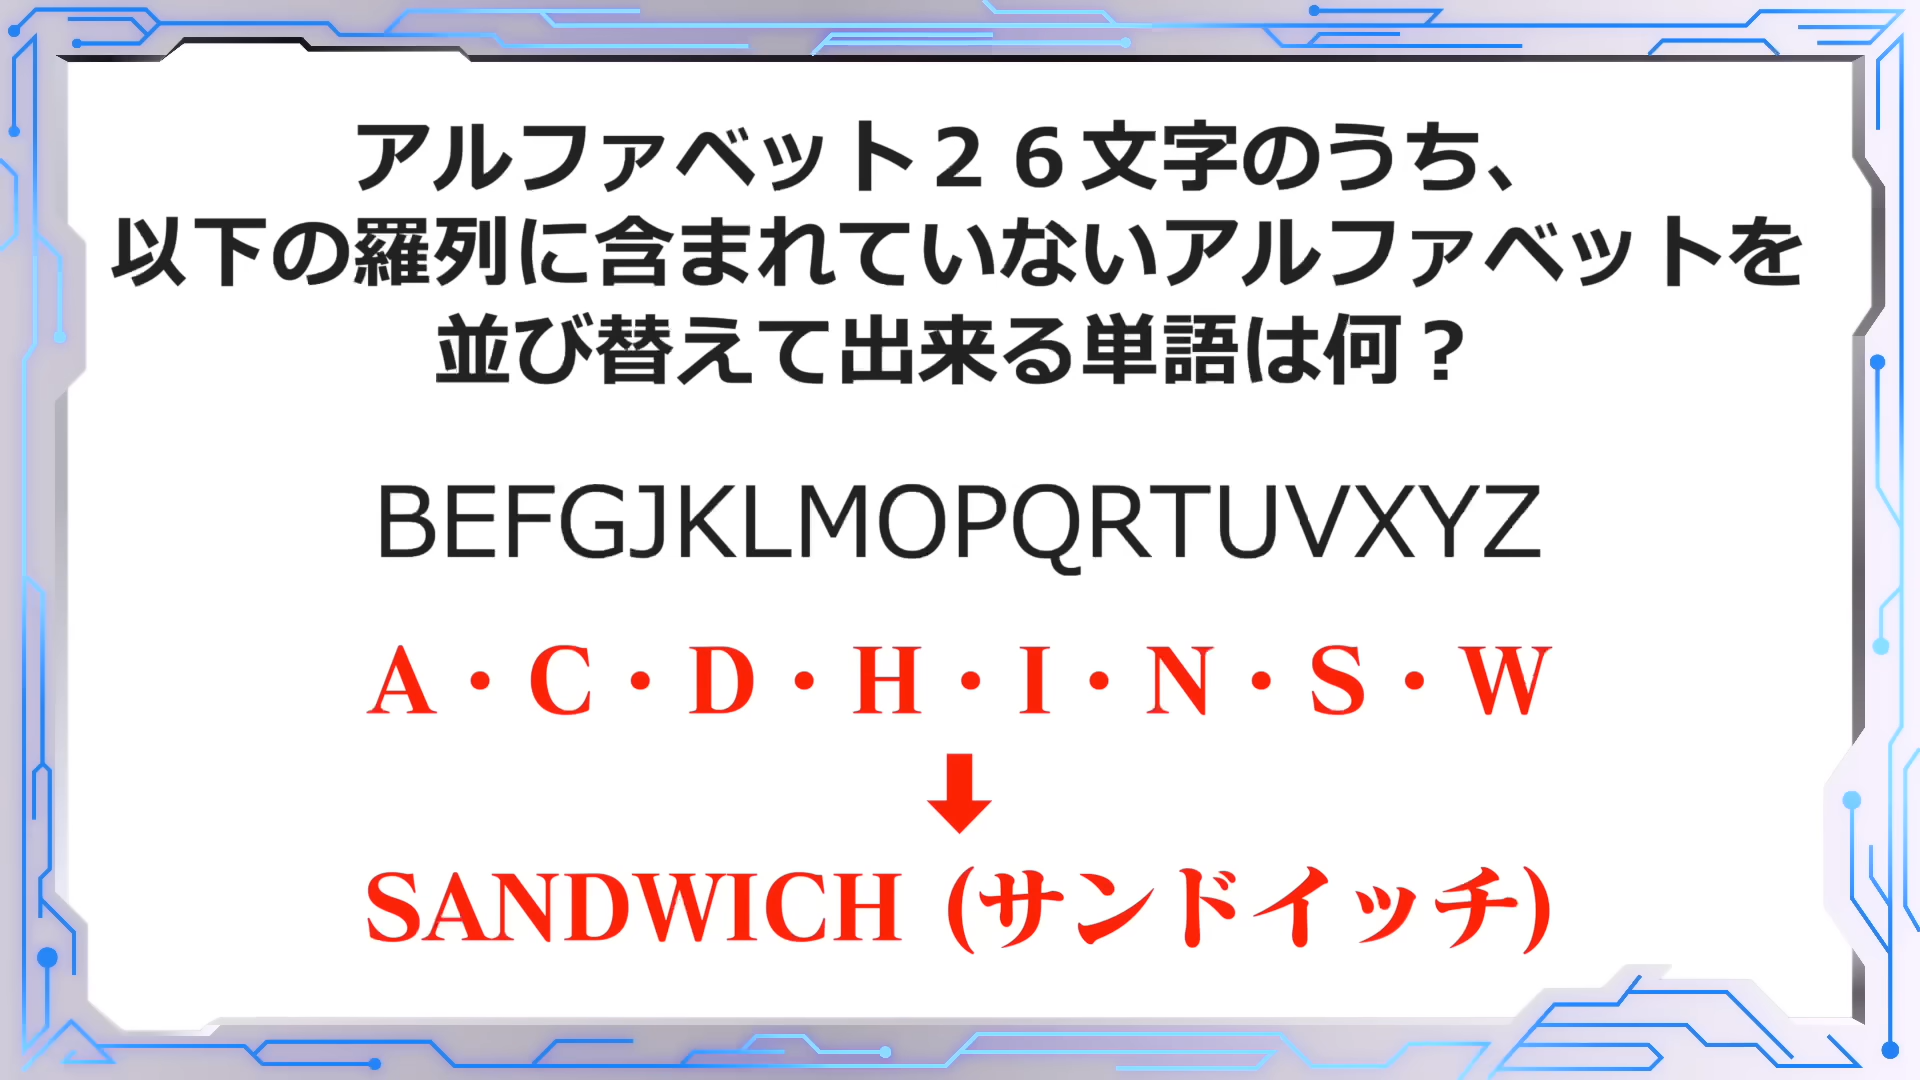 アルファベット２６文字のうち、
以下の羅列に含まれていないアルファベットを
並び替えて出来る単語は何？
BEFGJKLMOPQRTUVXYZ
A・C・D・H・I・N・S・W
SANDWICH (サンドイッチ)